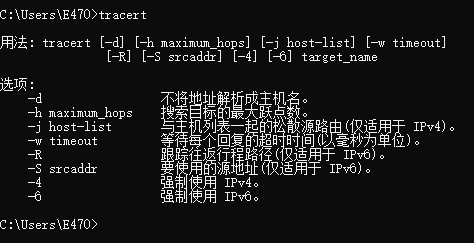 C:\Users\E470>tracert
用法: tracert [-d] [-h maximum_hops] [-j host-list] [-w timeout]
[-R] [-S srcaddr] [-4] [-6] target_name
选项:
-d 不将地址解析成主机名。
-h maximum_hops 搜索目标的最大跃点数。
-j host-list 与主机列表一起的松散源路由(仅适用于 IPv4)。
-w timeout 等待每个回复的超时时间(以毫秒为单位)。
-R 跟踪往返行程路径(仅适用于 IPv6)。
-S srcaddr 要使用的源地址(仅适用于 IPv6)。
-4 强制使用 IPv4。
-6 强制使用 IPv6。
C:\Users\E470>